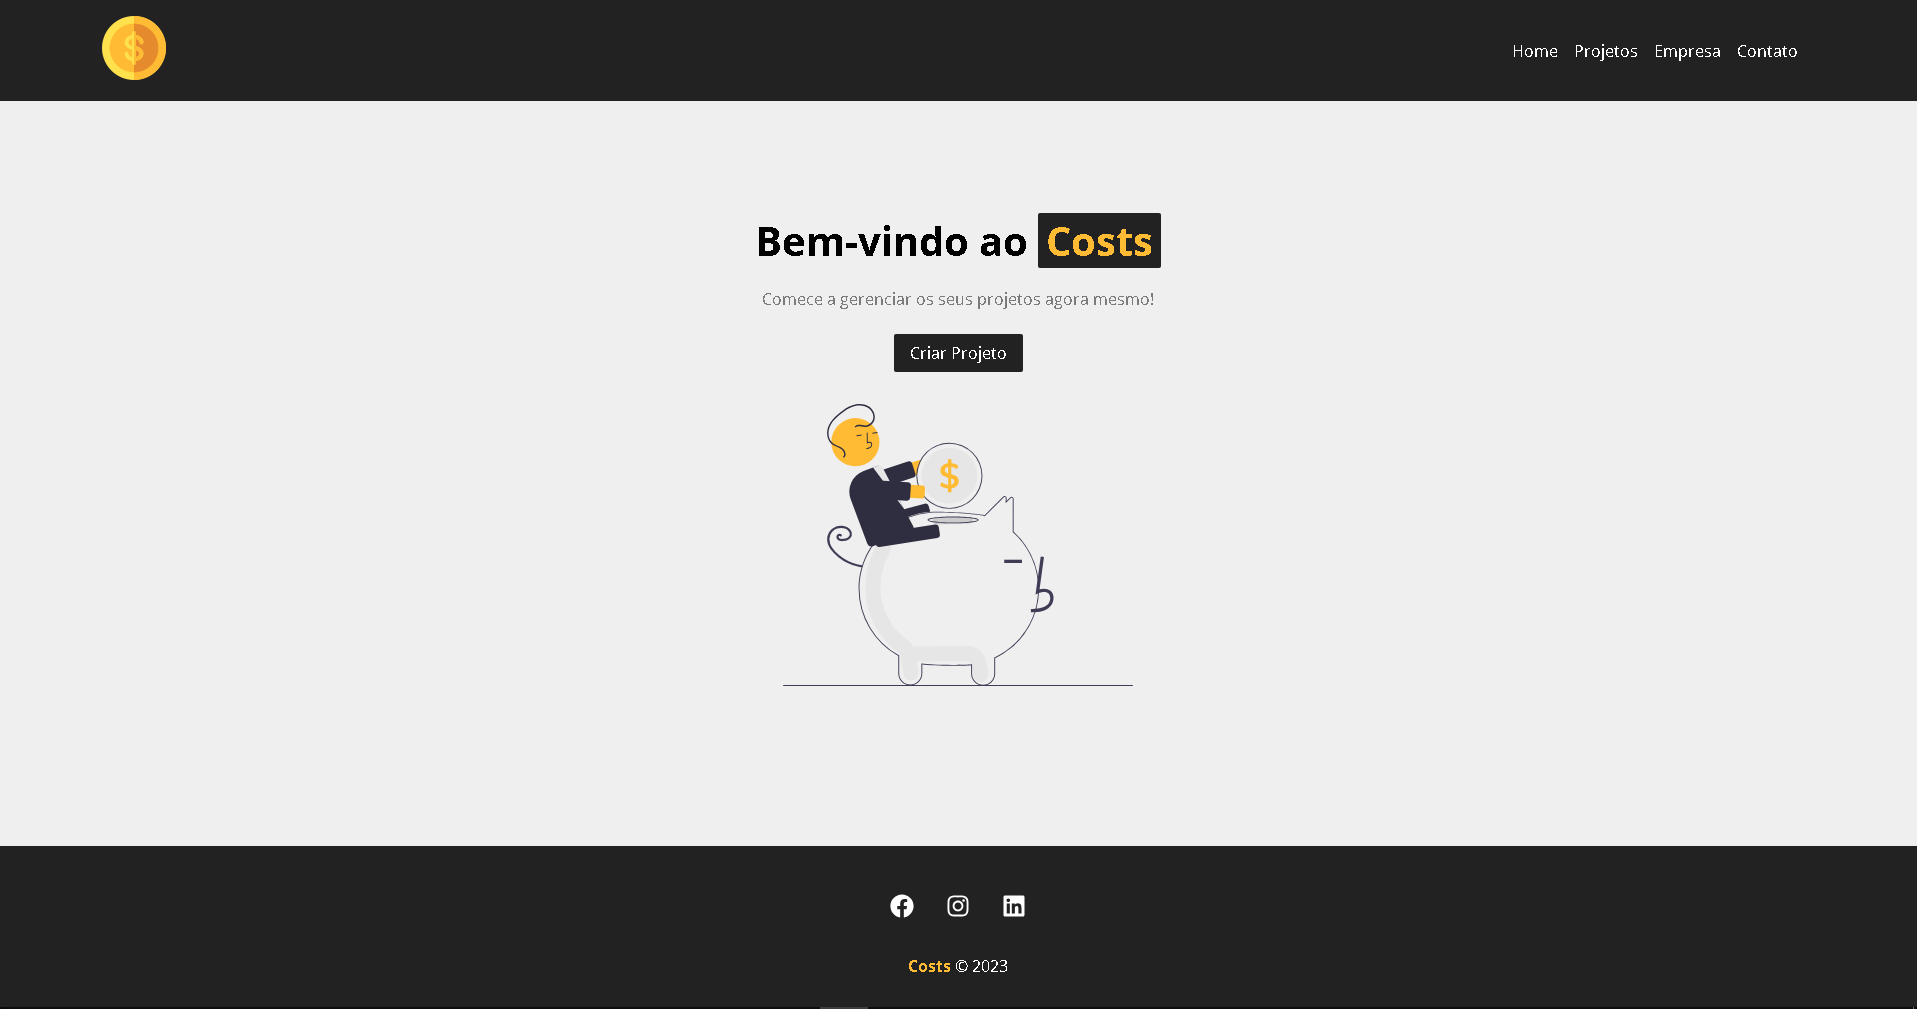 $
Home Projetos Empresa Contato
Bem-vindo ao Costs
Comece a gerenciar os seus projetos agora mesmo!
Criar Projeto
$
Costs © 2023